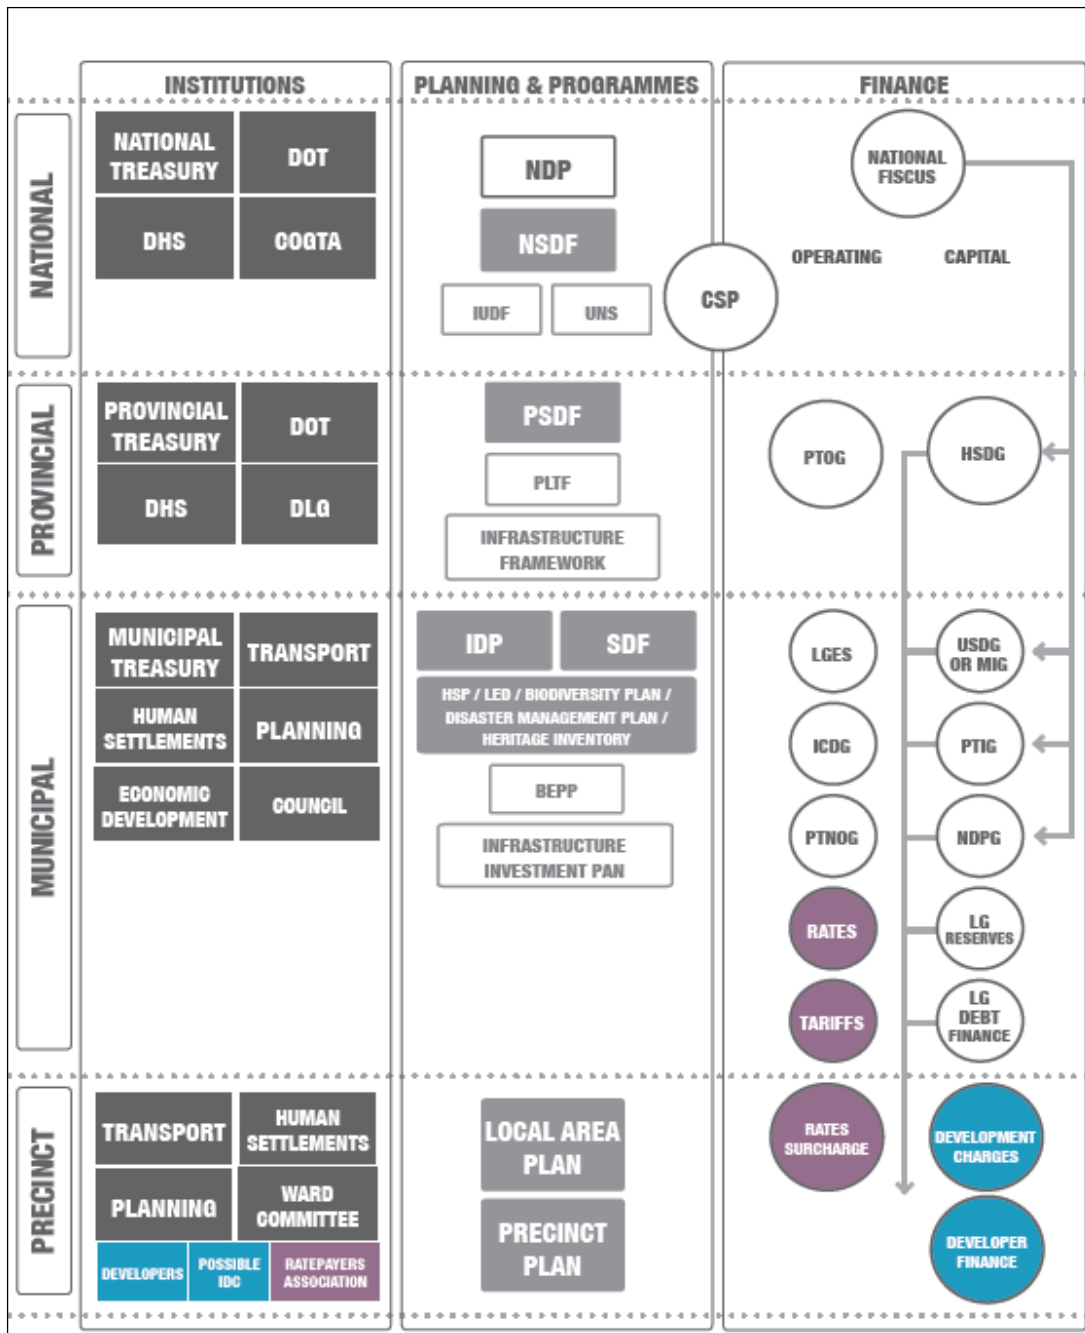 INSTITUTIONS
PLANNING & PROGRAMMES
FINANCE
NATIONAL
NATIONAL
TREASURY
DOT
DHS
COGTA
NDP
NSDF
IUDF
UNS
CSP
NATIONAL
FISCUS
OPERATING
CAPITAL
PROVINCIAL
PROVINCIAL
TREASURY
DOT
DHS
DLG
PSDF
PLTF
INFRASTRUCTURE
FRAMEWORK
PTOG
HSDG
MUNICIPAL
MUNICIPAL
TREASURY
TRANSPORT
HUMAN
SETTLEMENTS
PLANNING
ECONOMIC
DEVELOPMENT
COUNCIL
IDP
SDF
HSP / LED / BIODIVERSITY PLAN /
DISASTER MANAGEMENT PLAN /
HERITAGE INVENTORY
BEPP
INFRASTRUCTURE
INVESTMENT PAN
LGES
USDG
OR MIG
ICDG
PTIG
PTNOG
NDPG
RATES
LG
RESERVES
TARIFFS
LG
DEBT
FINANCE
PRECINCT
TRANSPORT
HUMAN
SETTLEMENTS
PLANNING
WARD
COMMITTEE
DEVELOPERS
POSSIBLE
IDC
RATEPAYERS
ASSOCIATION
LOCAL AREA
PLAN
PRECINCT
PLAN
RATES
SURCHARGE
DEVELOPMENT
CHARGES
DEVELOPER
FINANCE